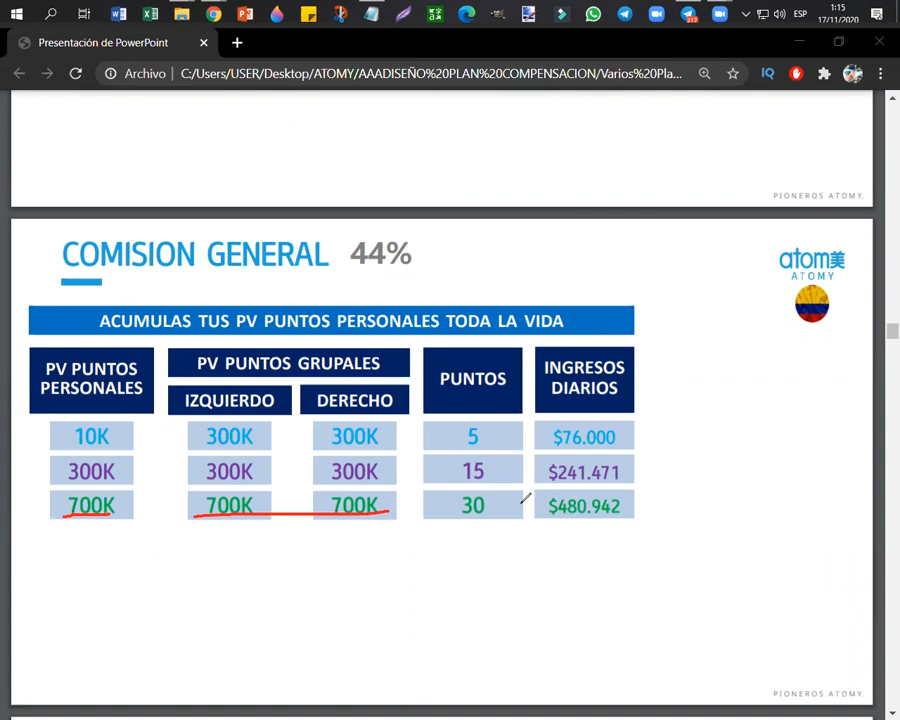 1:15
ESP
17/11/2020
212
Presentación de PowerPoint
Archivo
C:/Users/USER/Desktop/ATOMY/AAADISEÑO%20PLAN%20COMPENSACION/Varios%20Pla...
IQ
PIONEROS ATOMY.
COMISION GENERAL 44%
atom美
ATOMY
ACUMULAS TUS PV PUNTOS PERSONALES TODA LA VIDA
PV PUNTOS PERSONALES
PV PUNTOS GRUPALES
IZQUIERDO
DERECHO
PUNTOS
INGRESOS DIARIOS
10K 300K 300K 5 $76.000
300K 300K 300K 15 $241.471
700K 700K 700K 30 $480.942
PIONEROS ATOMY.